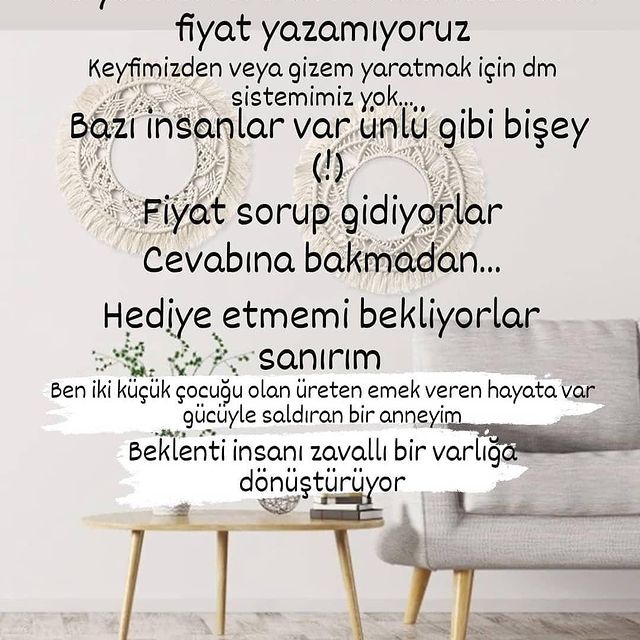 fiyat yazamıyoruz
Keyfimizden veya gizem yaratmak için dm
sistemimiz yok...
Bazı insanlar var ünlü gibi bişey
(!)
Fiyat sorup gidiyorlar
Cevabına bakmadan...
Hediye etmemi bekliyorlar
sanırım
Ben iki küçük çocuğu olan üreten emek veren hayata var
gücüyle saldıran bir anneyim
Beklenti insanı zavallı bir varlığa
dönüştürüyor